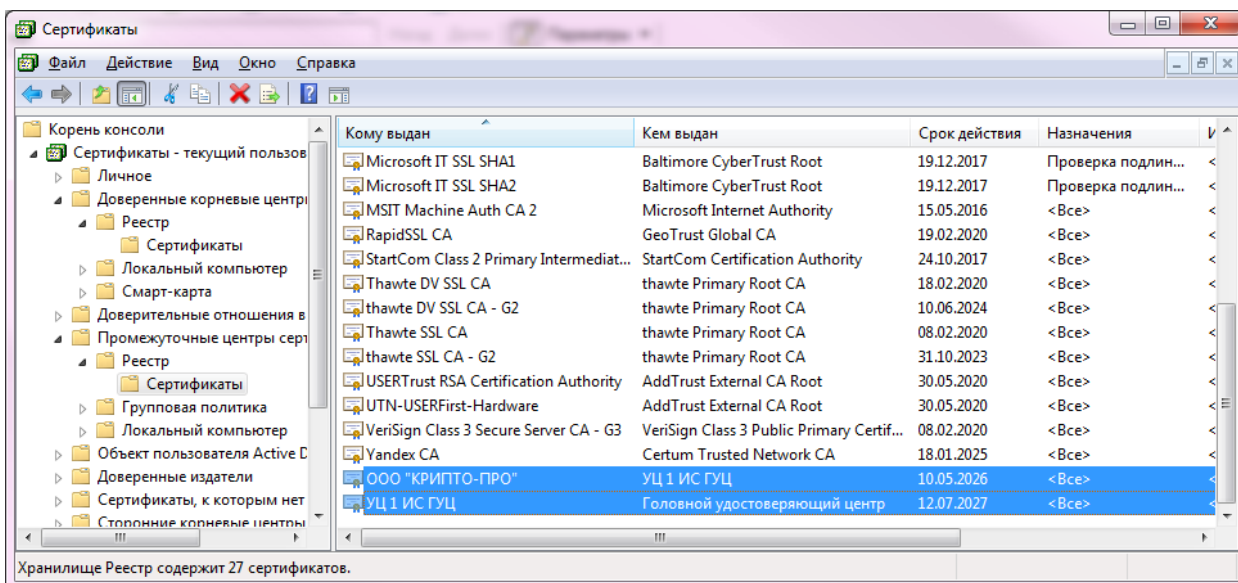 Сертификаты
Файл Действие Вид Окно Справка
Корень консоли
Сертификаты - текущий пользов
Личное
Доверенные корневые центры
Реестр
Сертификаты
Локальный компьютер
Смарт-карта
Доверительные отношения в
Промежуточные центры серт
Реестр
Сертификаты
Групповая политика
Локальный компьютер
Объект пользователя Active D
Доверенные издатели
Сертификаты, к которым нет
Сторонние корневые центры
Кому выдан Кем выдан Срок действия Назначения И
Microsoft IT SSL SHA1 Baltimore CyberTrust Root 19.12.2017 Проверка подлин... <
Microsoft IT SSL SHA2 Baltimore CyberTrust Root 19.12.2017 Проверка подлин... <
MSIT Machine Auth CA 2 Microsoft Internet Authority 15.05.2016 <Все> <
RapidSSL CA GeoTrust Global CA 19.02.2020 <Все> <
StartCom Class 2 Primary Intermediat... StartCom Certification Authority 24.10.2017 <Все> <
Thawte DV SSL CA thawte Primary Root CA 18.02.2020 <Все> <
thawte DV SSL CA - G2 thawte Primary Root CA 10.06.2024 <Все> <
Thawte SSL CA thawte Primary Root CA 08.02.2020 <Все> <
thawte SSL CA - G2 thawte Primary Root CA 31.10.2023 <Все> <
USERTrust RSA Certification Authority AddTrust External CA Root 30.05.2020 <Все> <
UTN-USERFirst-Hardware AddTrust External CA Root 30.05.2020 <Все> <
VeriSign Class 3 Secure Server CA - G3 VeriSign Class 3 Public Primary Certif... 08.02.2020 <Все> <
Yandex CA Certum Trusted Network CA 18.01.2025 <Все> <
ООО "КРИПТО-ПРО" УЦ 1 ИС ГУЦ 10.05.2026 <Все> <
УЦ 1 ИС ГУЦ Головной удостоверяющий центр 12.07.2027 <Все> <
Хранилище Реестр содержит 27 сертификатов.